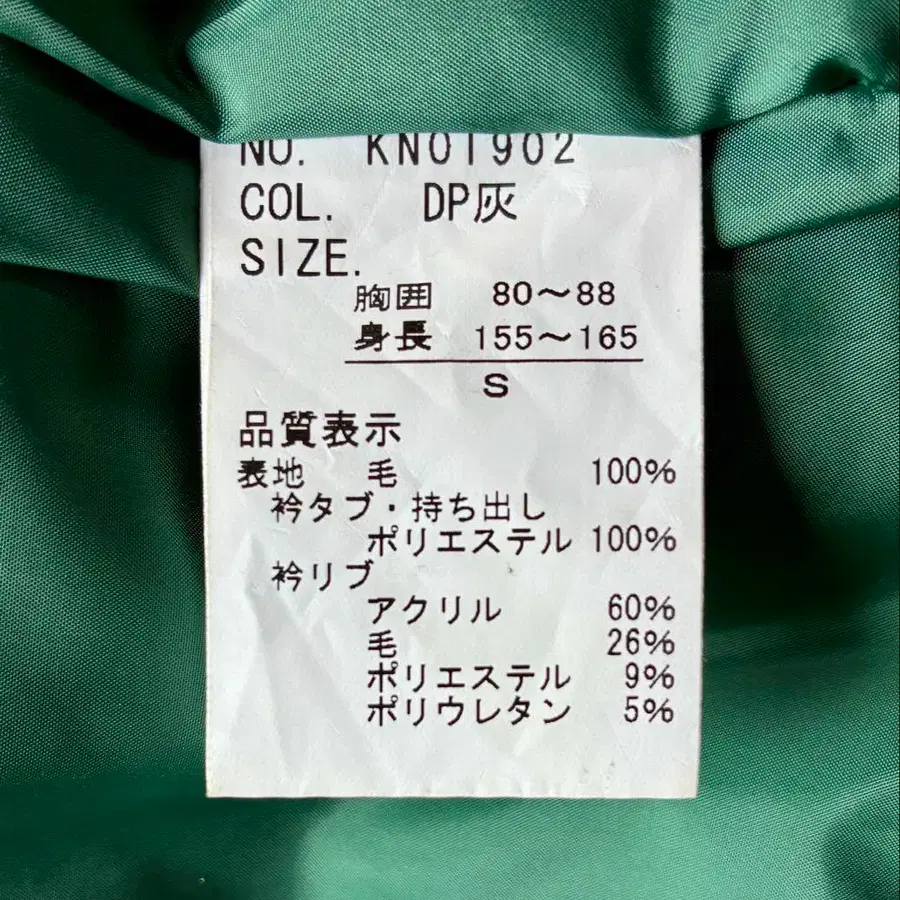 NO. KN01902
COL. DP灰
SIZE.
胸囲 80～88
身長 155～165
S
品質表示
表地 毛 100%
衿タブ・持ち出し
ポリエステル 100%
衿リブ
アクリル 60%
毛 26%
ポリエステル 9%
ポリウレタン 5%